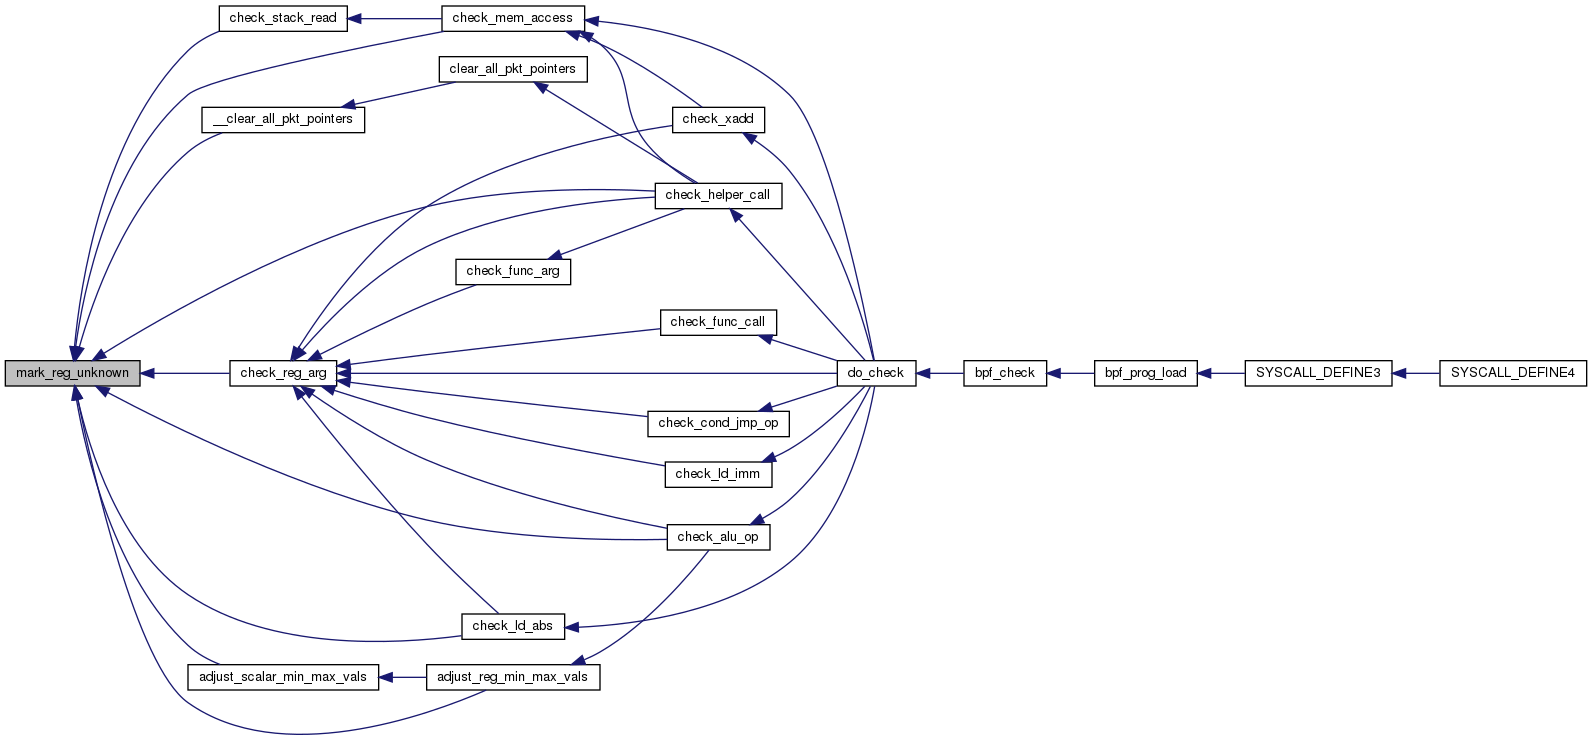 check_stack_read
check_mem_access
clear_all_pkt_pointers
__clear_all_pkt_pointers
check_xadd
check_helper_call
check_func_arg
check_func_call
mark_reg_unknown
check_reg_arg
do_check
bpf_check
bpf_prog_load
SYSCALL_DEFINE3
SYSCALL_DEFINE4
check_cond_jmp_op
check_ld_imm
check_alu_op
check_ld_abs
adjust_scalar_min_max_vals
adjust_reg_min_max_vals